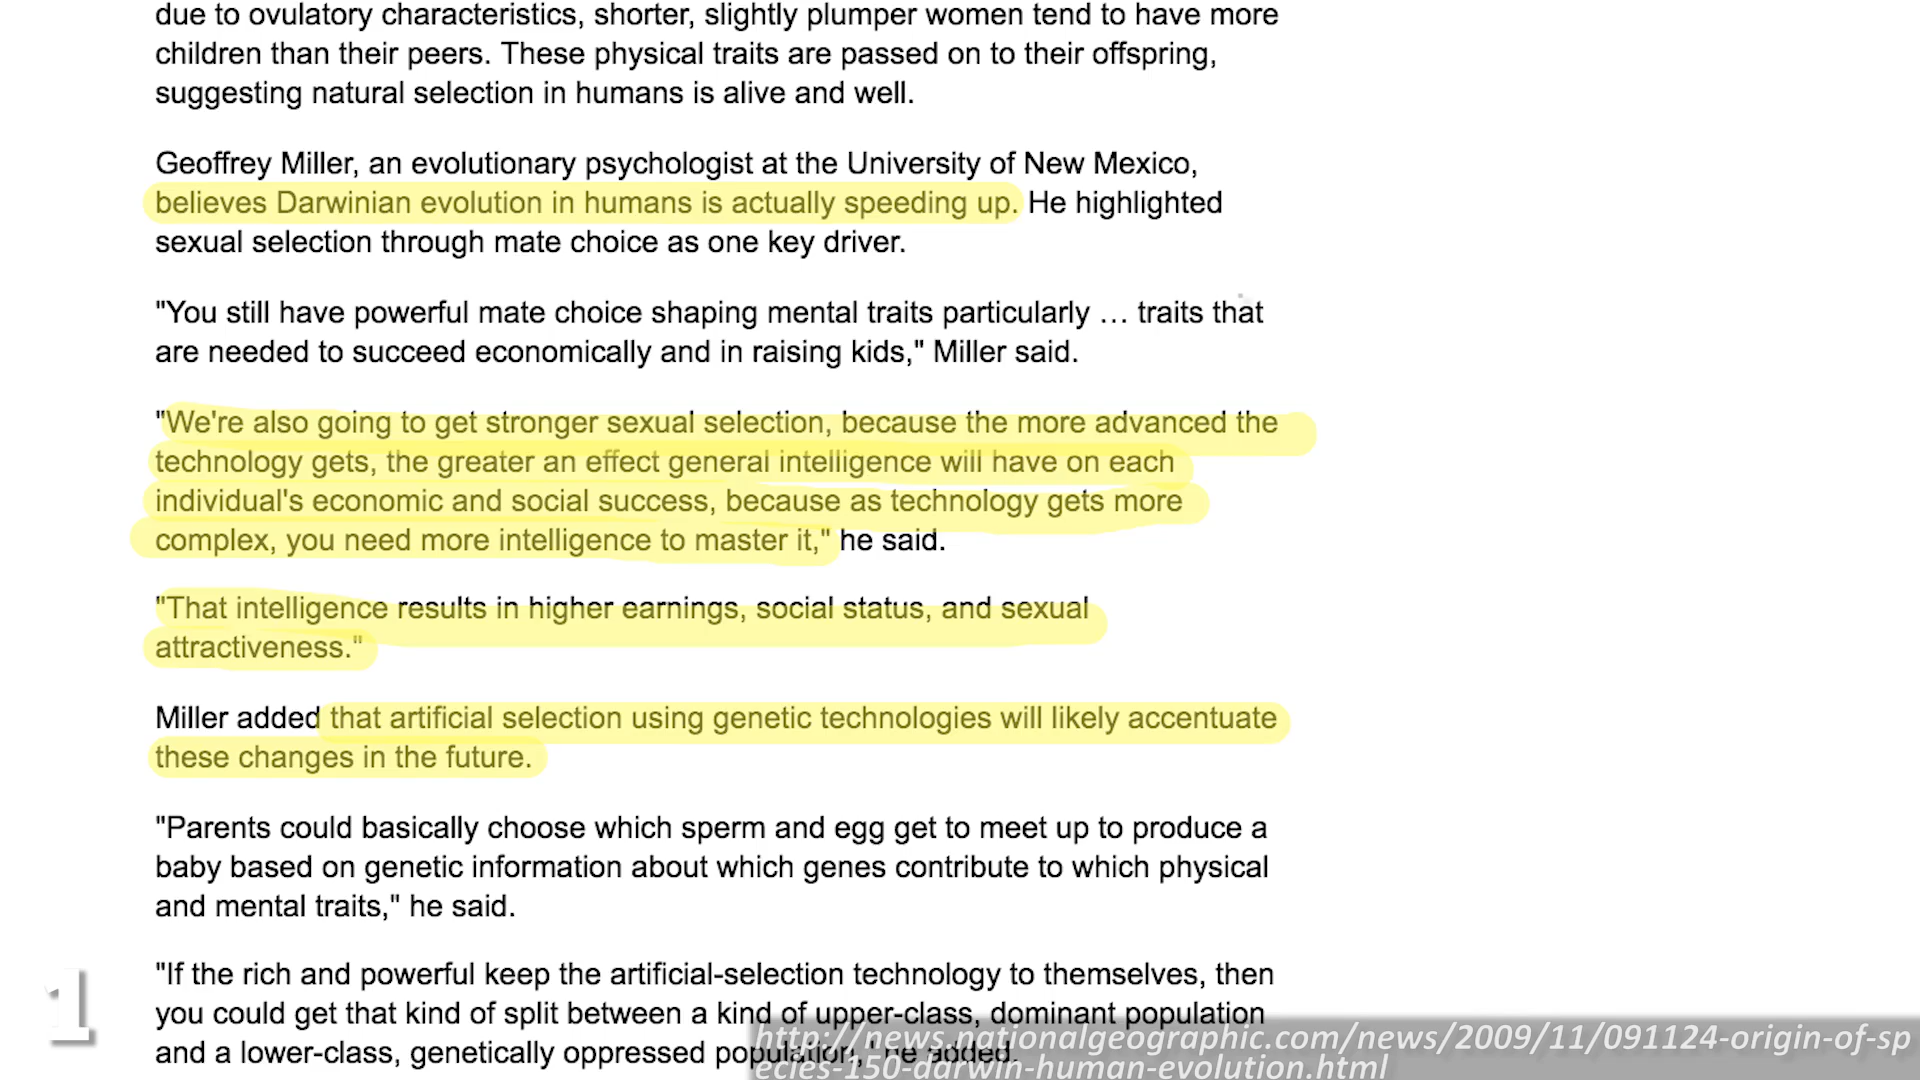 due to ovulatory characteristics, shorter, slightly plumper women tend to have more
children than their peers. These physical traits are passed on to their offspring,
suggesting natural selection in humans is alive and well.
Geoffrey Miller, an evolutionary psychologist at the University of New Mexico,
believes Darwinian evolution in humans is actually speeding up. He highlighted
sexual selection through mate choice as one key driver.
"You still have powerful mate choice shaping mental traits particularly … traits that
are needed to succeed economically and in raising kids," Miller said.
"We're also going to get stronger sexual selection, because the more advanced the
technology gets, the greater an effect general intelligence will have on each
individual's economic and social success, because as technology gets more
complex, you need more intelligence to master it," he said.
"That intelligence results in higher earnings, social status, and sexual
attractiveness."
Miller added that artificial selection using genetic technologies will likely accentuate
these changes in the future.
"Parents could basically choose which sperm and egg get to meet up to produce a
baby based on genetic information about which genes contribute to which physical
and mental traits," he said.
"If the rich and powerful keep the artificial-selection technology to themselves, then
you could get that kind of split between a kind of upper-class, dominant population
and a lower-class, genetically oppressed population," he added.
1
http://news.nationalgeographic.com/news/2009/11/091124-origin-of-sp
ecies-150-darwin-human-evolution.html